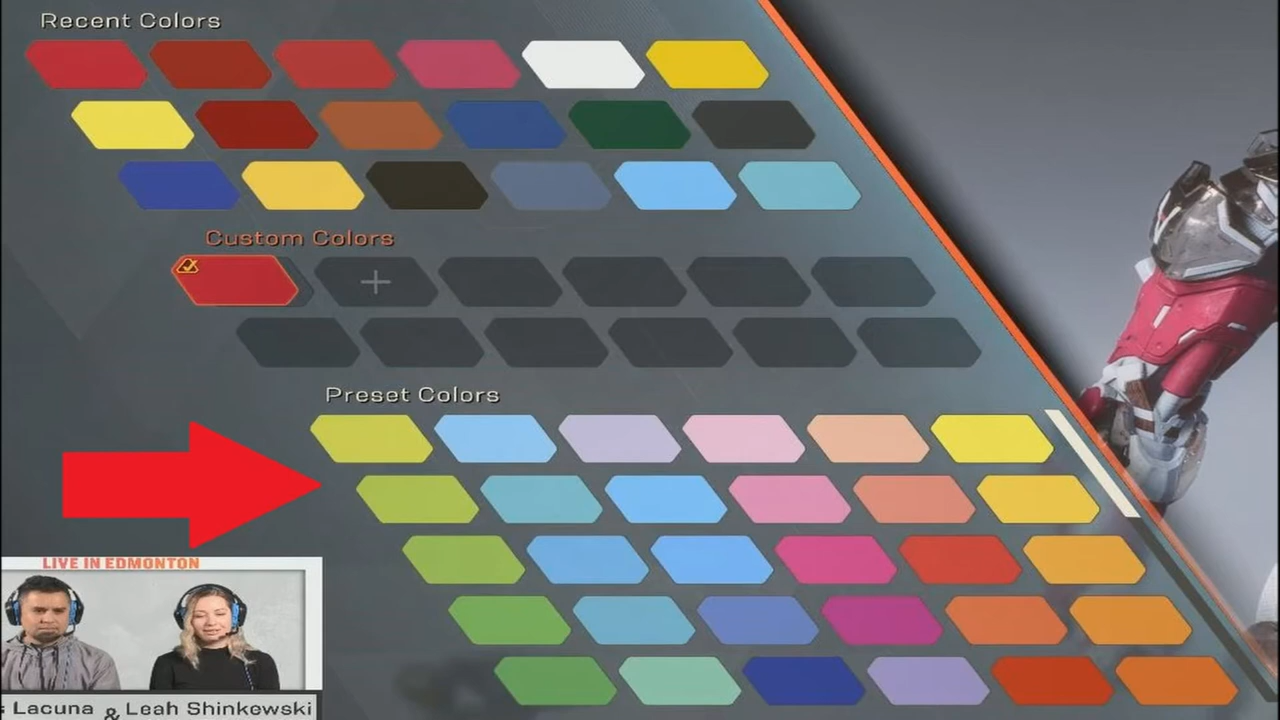 Recent Colors
Custom Colors
Preset Colors
LIVE IN EDMONTON
s Lacuna & Leah Shinkewski